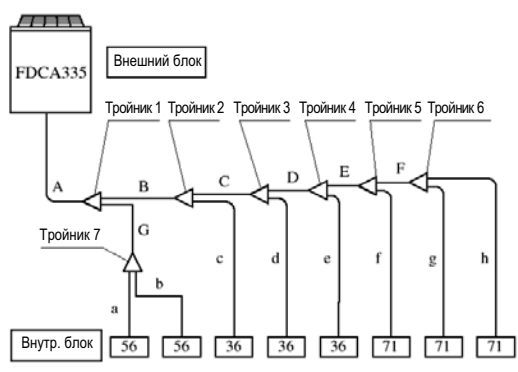 FDCA335
Внешний блок
Тройник 1 Тройник 2 Тройник 3 Тройник 4 Тройник 5 Тройник 6
A B C D E F
G
Тройник 7
a b c d e f g h
Внутр. блок
56 56 36 36 36 71 71 71